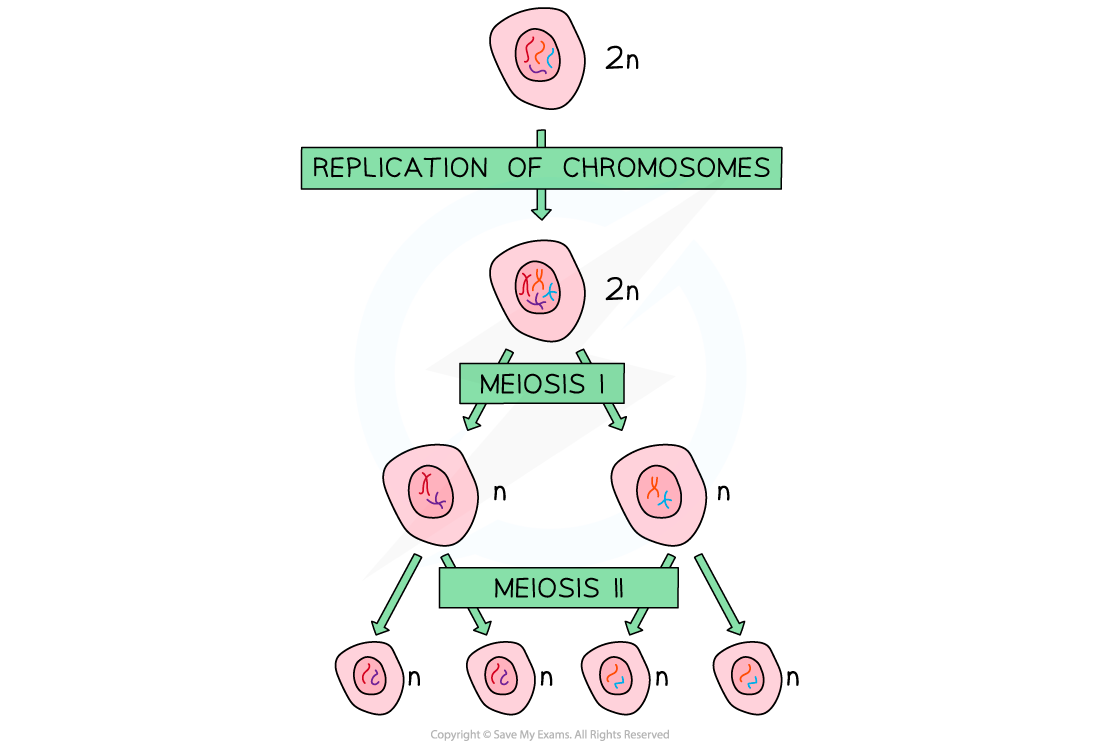 2n
REPLICATION OF CHROMOSOMES
2n
MEIOSIS I
n
n
MEIOSIS II
n
n
n
n
Copyright © Save My Exams. All Rights Reserved